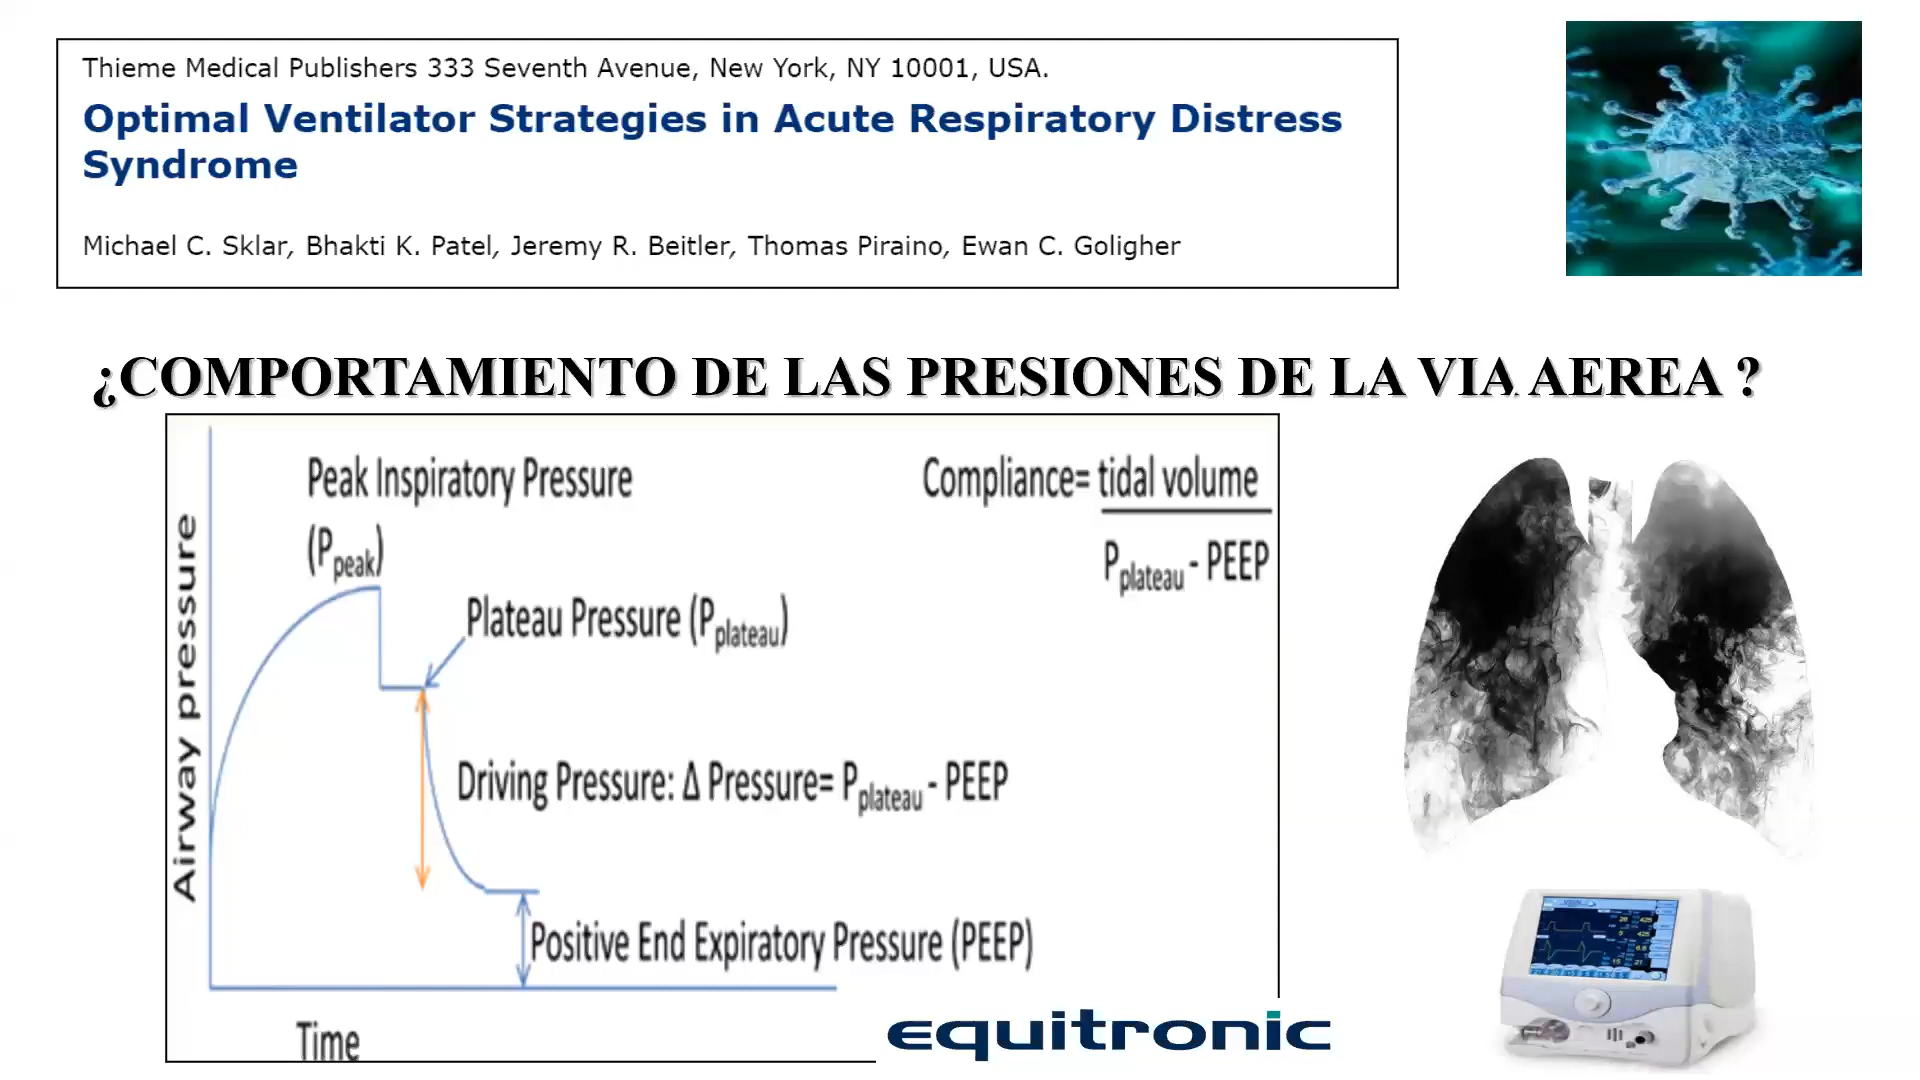 Thieme Medical Publishers 333 Seventh Avenue, New York, NY 10001, USA.
Optimal Ventilator Strategies in Acute Respiratory Distress
Syndrome
Michael C. Sklar, Bhakti K. Patel, Jeremy R. Beitler, Thomas Piraino, Ewan C. Goligher
¿COMPORTAMIENTO DE LAS PRESIONES DE LA VIA AEREA ?
Airway pressure
Peak Inspiratory Pressure
(Ppeak)
Compliance= tidal volume
Pplateau - PEEP
Plateau Pressure (Pplateau)
Driving Pressure: Δ Pressure= Pplateau - PEEP
Positive End Expiratory Pressure (PEEP)
Time
equitronic